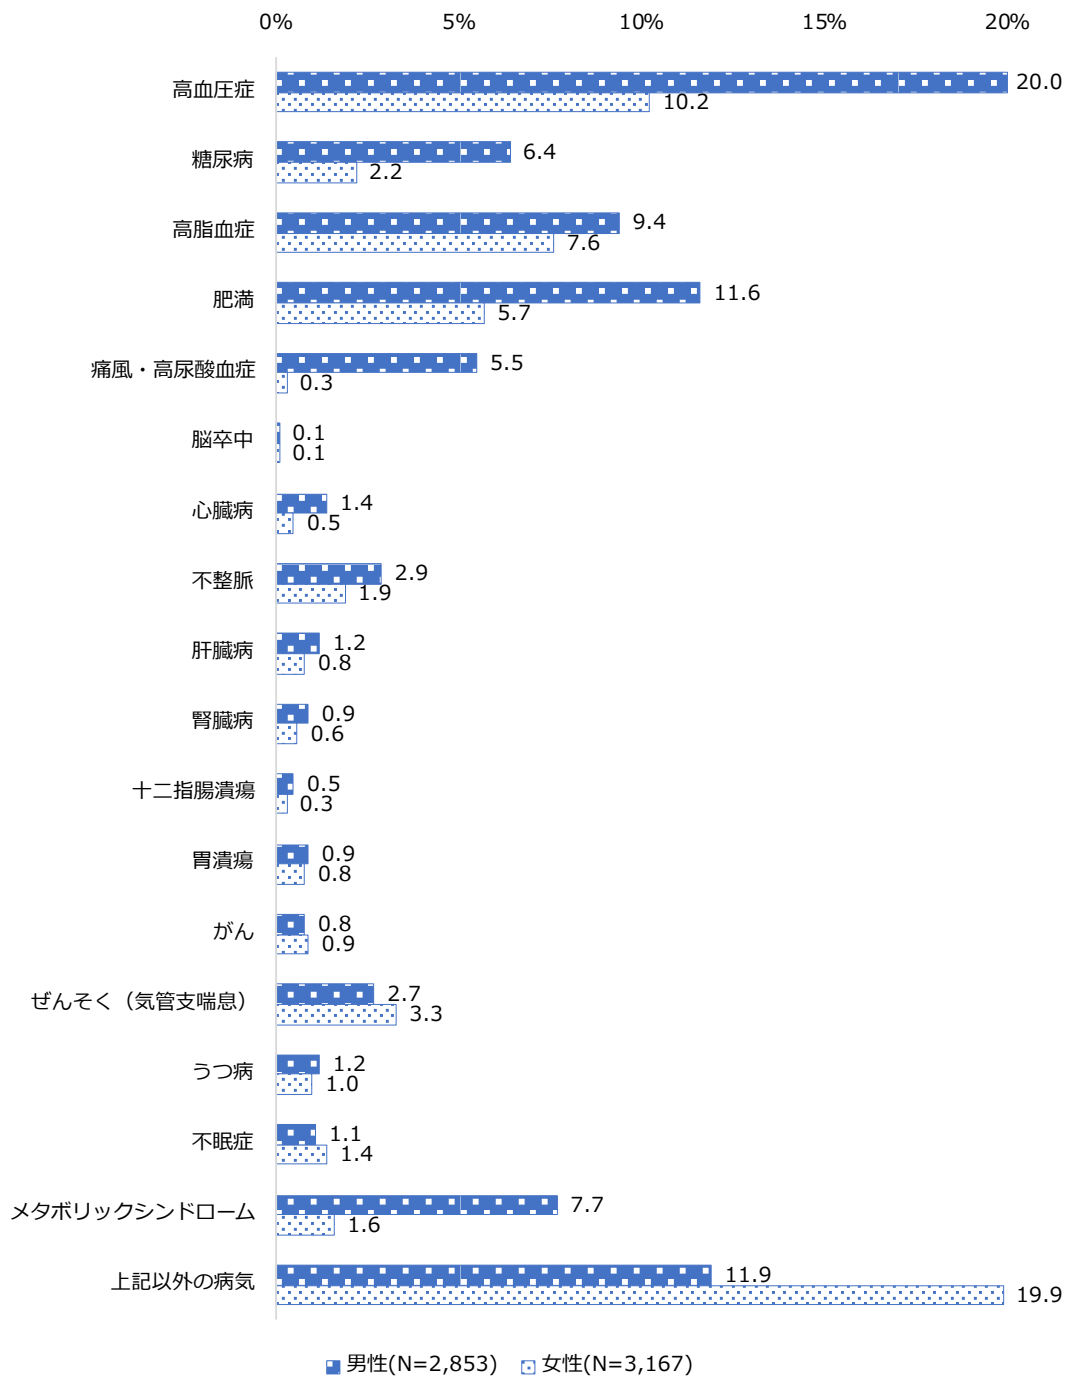 0% 5% 10% 15% 20%
高血圧症 20.0
10.2
糖尿病 6.4
2.2
高脂血症 9.4
7.6
肥満 11.6
5.7
痛風・高尿酸血症 5.5
0.3
脳卒中 0.1
0.1
心臓病 1.4
0.5
不整脈 2.9
1.9
肝臓病 1.2
0.8
腎臓病 0.9
0.6
十二指腸潰瘍 0.5
0.3
胃潰瘍 0.9
0.8
がん 0.8
0.9
ぜんそく（気管支喘息） 2.7
3.3
うつ病 1.2
1.0
不眠症 1.1
1.4
メタボリックシンドローム 7.7
1.6
上記以外の病気 11.9
19.9
男性(N=2,853) 女性(N=3,167)